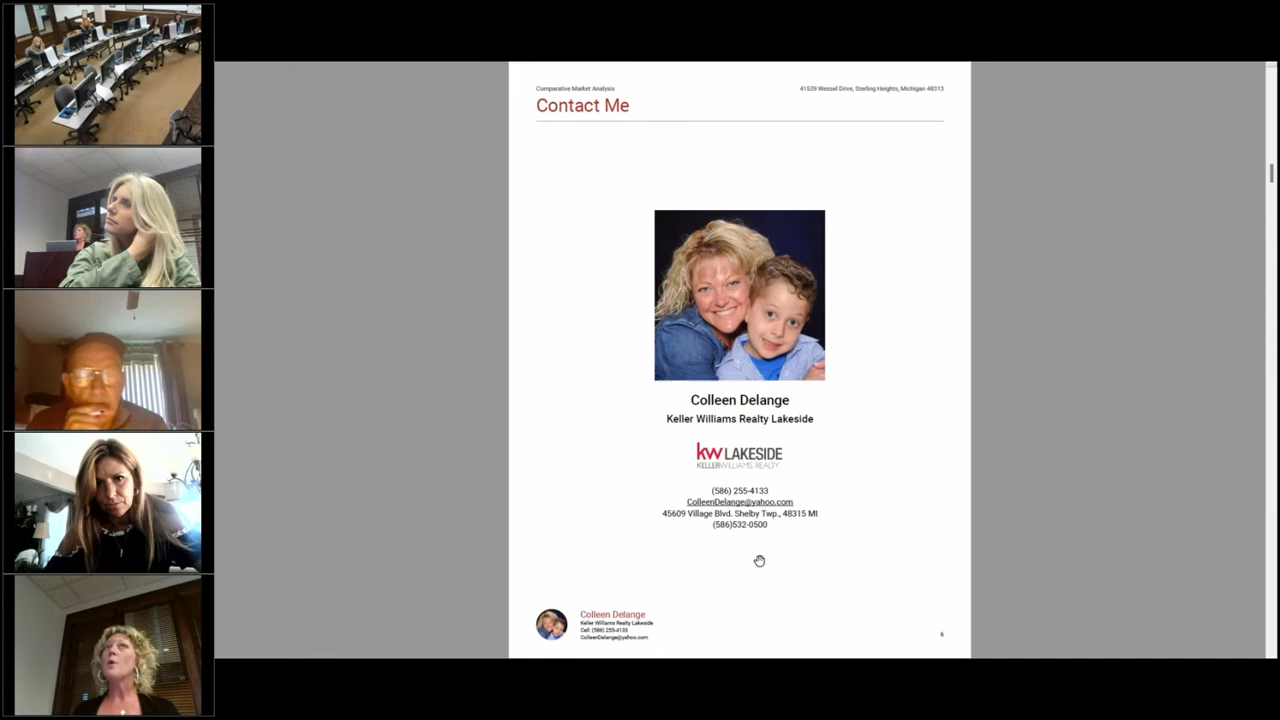 Comparative Market Analysis
41539 Wessel Drive, Sterling Heights, Michigan 48313
Contact Me
Colleen Delange
Keller Williams Realty Lakeside
kw LAKESIDE
KELLERWILLIAMS. REALTY
(586) 255-4133
ColleenDelange@yahoo.com
45609 Village Blvd. Shelby Twp., 48315 MI
(586)532-0500
Colleen Delange
Keller Williams Realty Lakeside
Cell: (586) 255-4133
ColleenDelange@yahoo.com
6